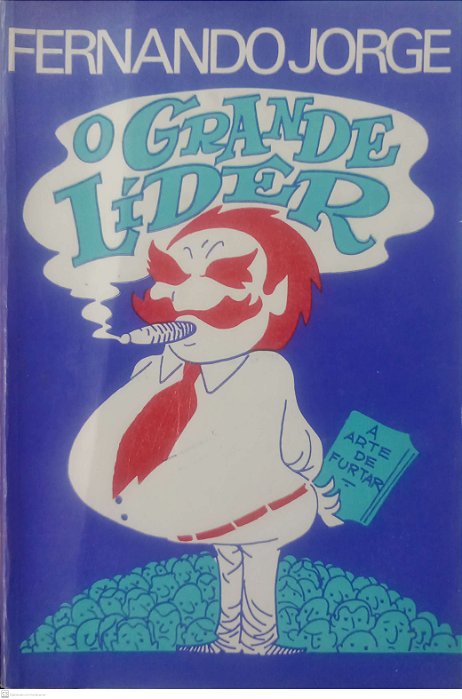 FERNANDO JORGE
O GRANDE
LÍDER
A
ARTE
DE
FURTAR